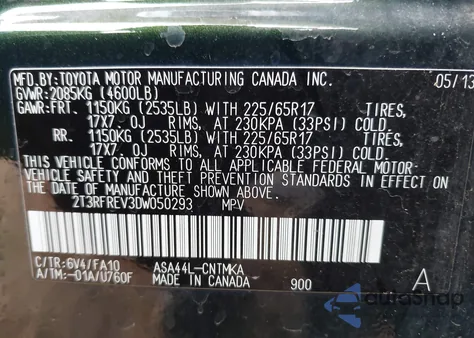 MFD.BY:TOYOTA MOTOR MANUFACTURING CANADA INC. 05/13
GVWR:2085KG (4600LB)
GAWR:FRT. 1150KG (2535LB) WITH 225/65R17 TIRES,
17X7.0J RIMS, AT 230KPA (33PSI) COLD.
RR. 1150KG (2535LB) WITH 225/65R17 TIRES,
17X7.0J RIMS, AT 230KPA (33PSI) COLD.
THIS VEHICLE CONFORMS TO ALL APPLICABLE FEDERAL MOTOR
VEHICLE SAFETY AND THEFT PREVENTION STANDARDS IN EFFECT ON
THE DATE OF MANUFACTURE SHOWN ABOVE.
2T3RFREV3DW050293 MPV
C/TR:6V4/FA10 ASA44L-CNTMKA A
A/TM:-01A/U760F MADE IN CANADA 900
AutoSnap